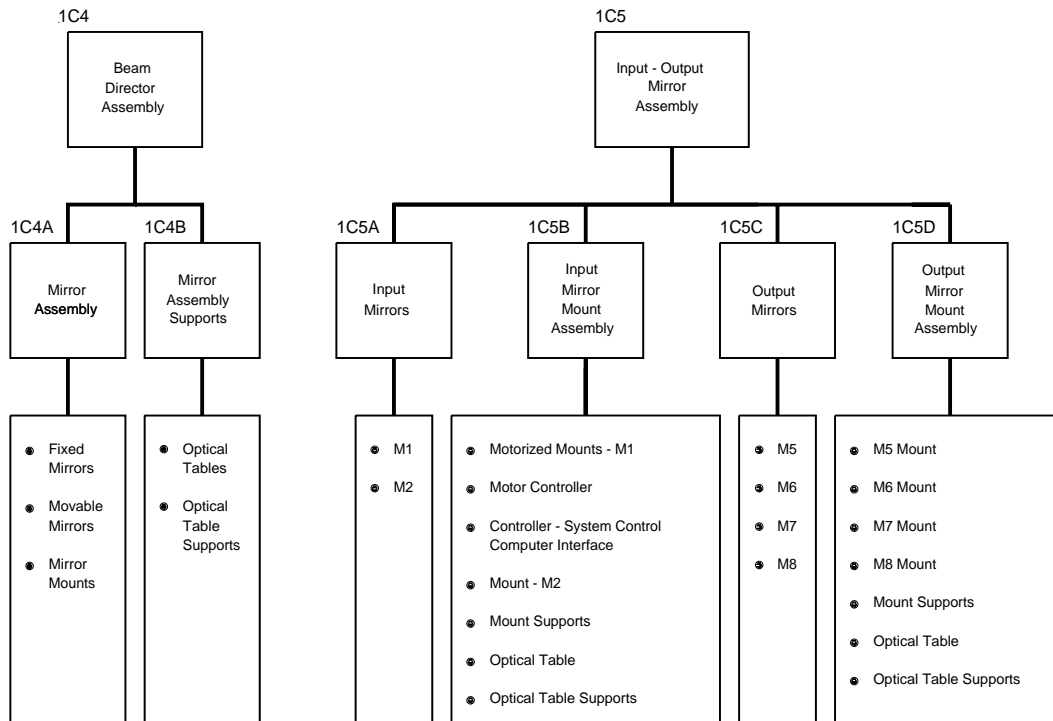 1C4
Beam
Director
Assembly
1C5
Input - Output
Mirror
Assembly
1C4A
Mirror
Assembly
1C4B
Mirror
Assembly
Supports
1C5A
Input
Mirrors
1C5B
Input
Mirror
Mount
Assembly
1C5C
Output
Mirrors
1C5D
Output
Mirror
Mount
Assembly
Fixed
Mirrors
Movable
Mirrors
Mirror
Mounts
Optical
Tables
Optical
Table
Supports
M1
M2
Motorized Mounts - M1
Motor Controller
Controller - System Control
Computer Interface
Mount - M2
Mount Supports
Optical Table
Optical Table Supports
M5
M6
M7
M8
M5 Mount
M6 Mount
M7 Mount
M8 Mount
Mount Supports
Optical Table
Optical Table Supports